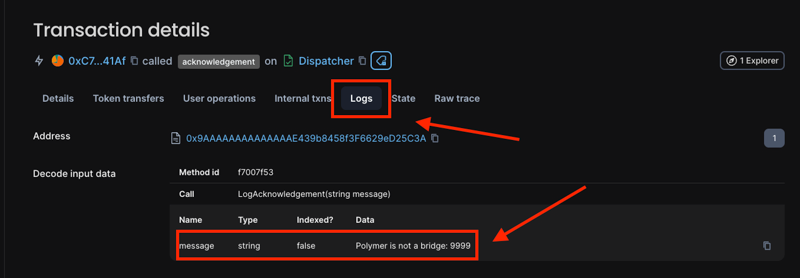 Transaction details
0xC7...41Af called acknowledgement on Dispatcher
1 Explorer
Details Token transfers User operations Internal txns Logs State Raw trace
Address 0x9AAAAAAAAAAAAAAE439b8458f3F6629eD25C3A 1
Decode input data Method id f7007f53
Call LogAcknowledgement(string message)
Name Type Indexed? Data
message string false Polymer is not a bridge: 9999